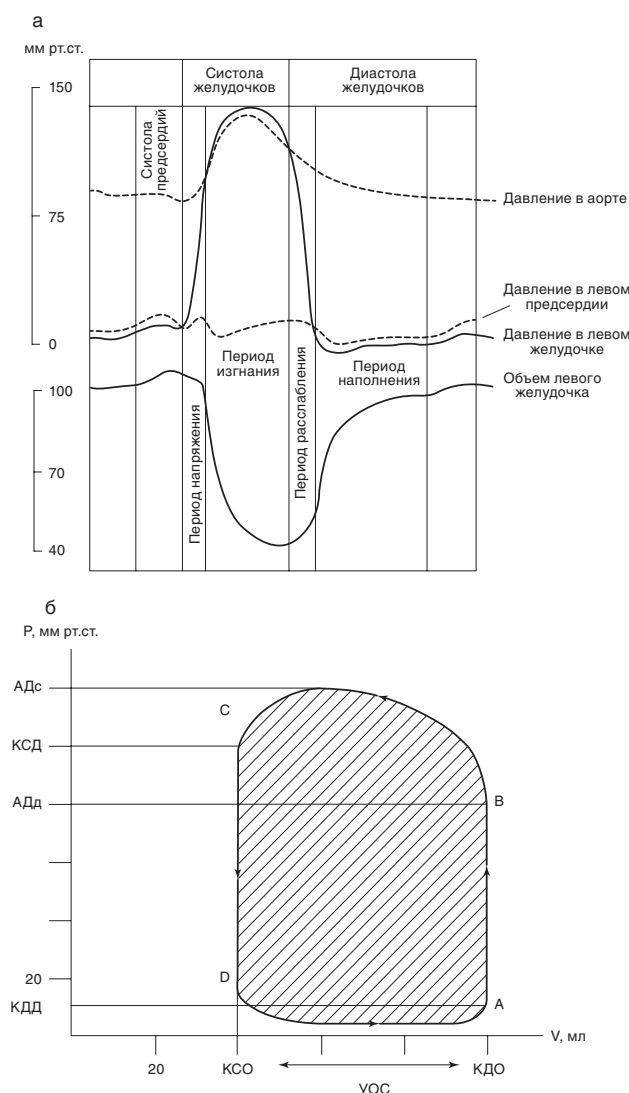 а
мм рт.ст.
150
75
0
100
70
40
Систола
желудочков
Диастола
желудочков
Систола
предсердий
Давление в аорте
Давление в левом
предсердии
Давление в левом
желудочке
Объем левого
желудочка
Период
изгнания
Период
наполнения
Период напряжения
Период расслабления
б
Р, мм рт.ст.
АДс
КСД
АДд
20
КДД
C
B
D
A
V, мл
20
КСО
УОС
КДО